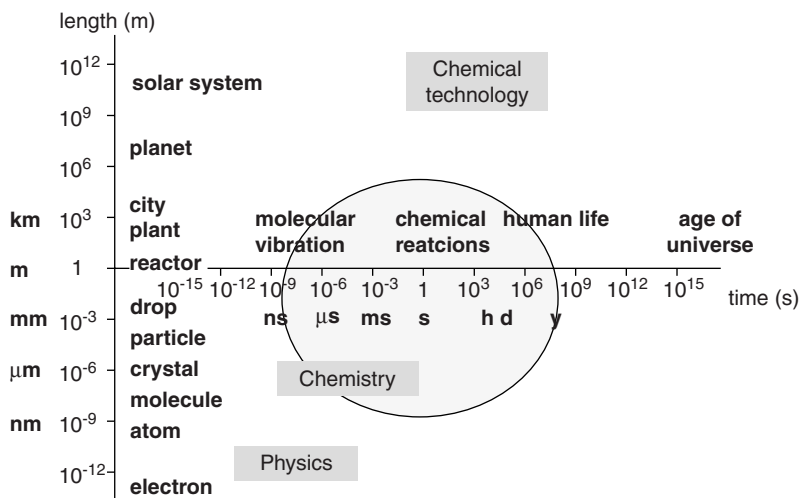 length (m)
10^12
solar system
Chemical
technology
10^9
10^6
planet
city
km
10^3
plant
molecular
vibration
chemical
reatcions
human life
age of
universe
m
1
reactor
10^-15 10^-12 10^-9 10^-6 10^-3 1 10^3 10^6 10^9 10^12 10^15
time (s)
mm
10^-3
drop
ns μs ms s h d y
particle
μm
10^-6
crystal
Chemistry
molecule
nm
10^-9
atom
10^-12
Physics
electron